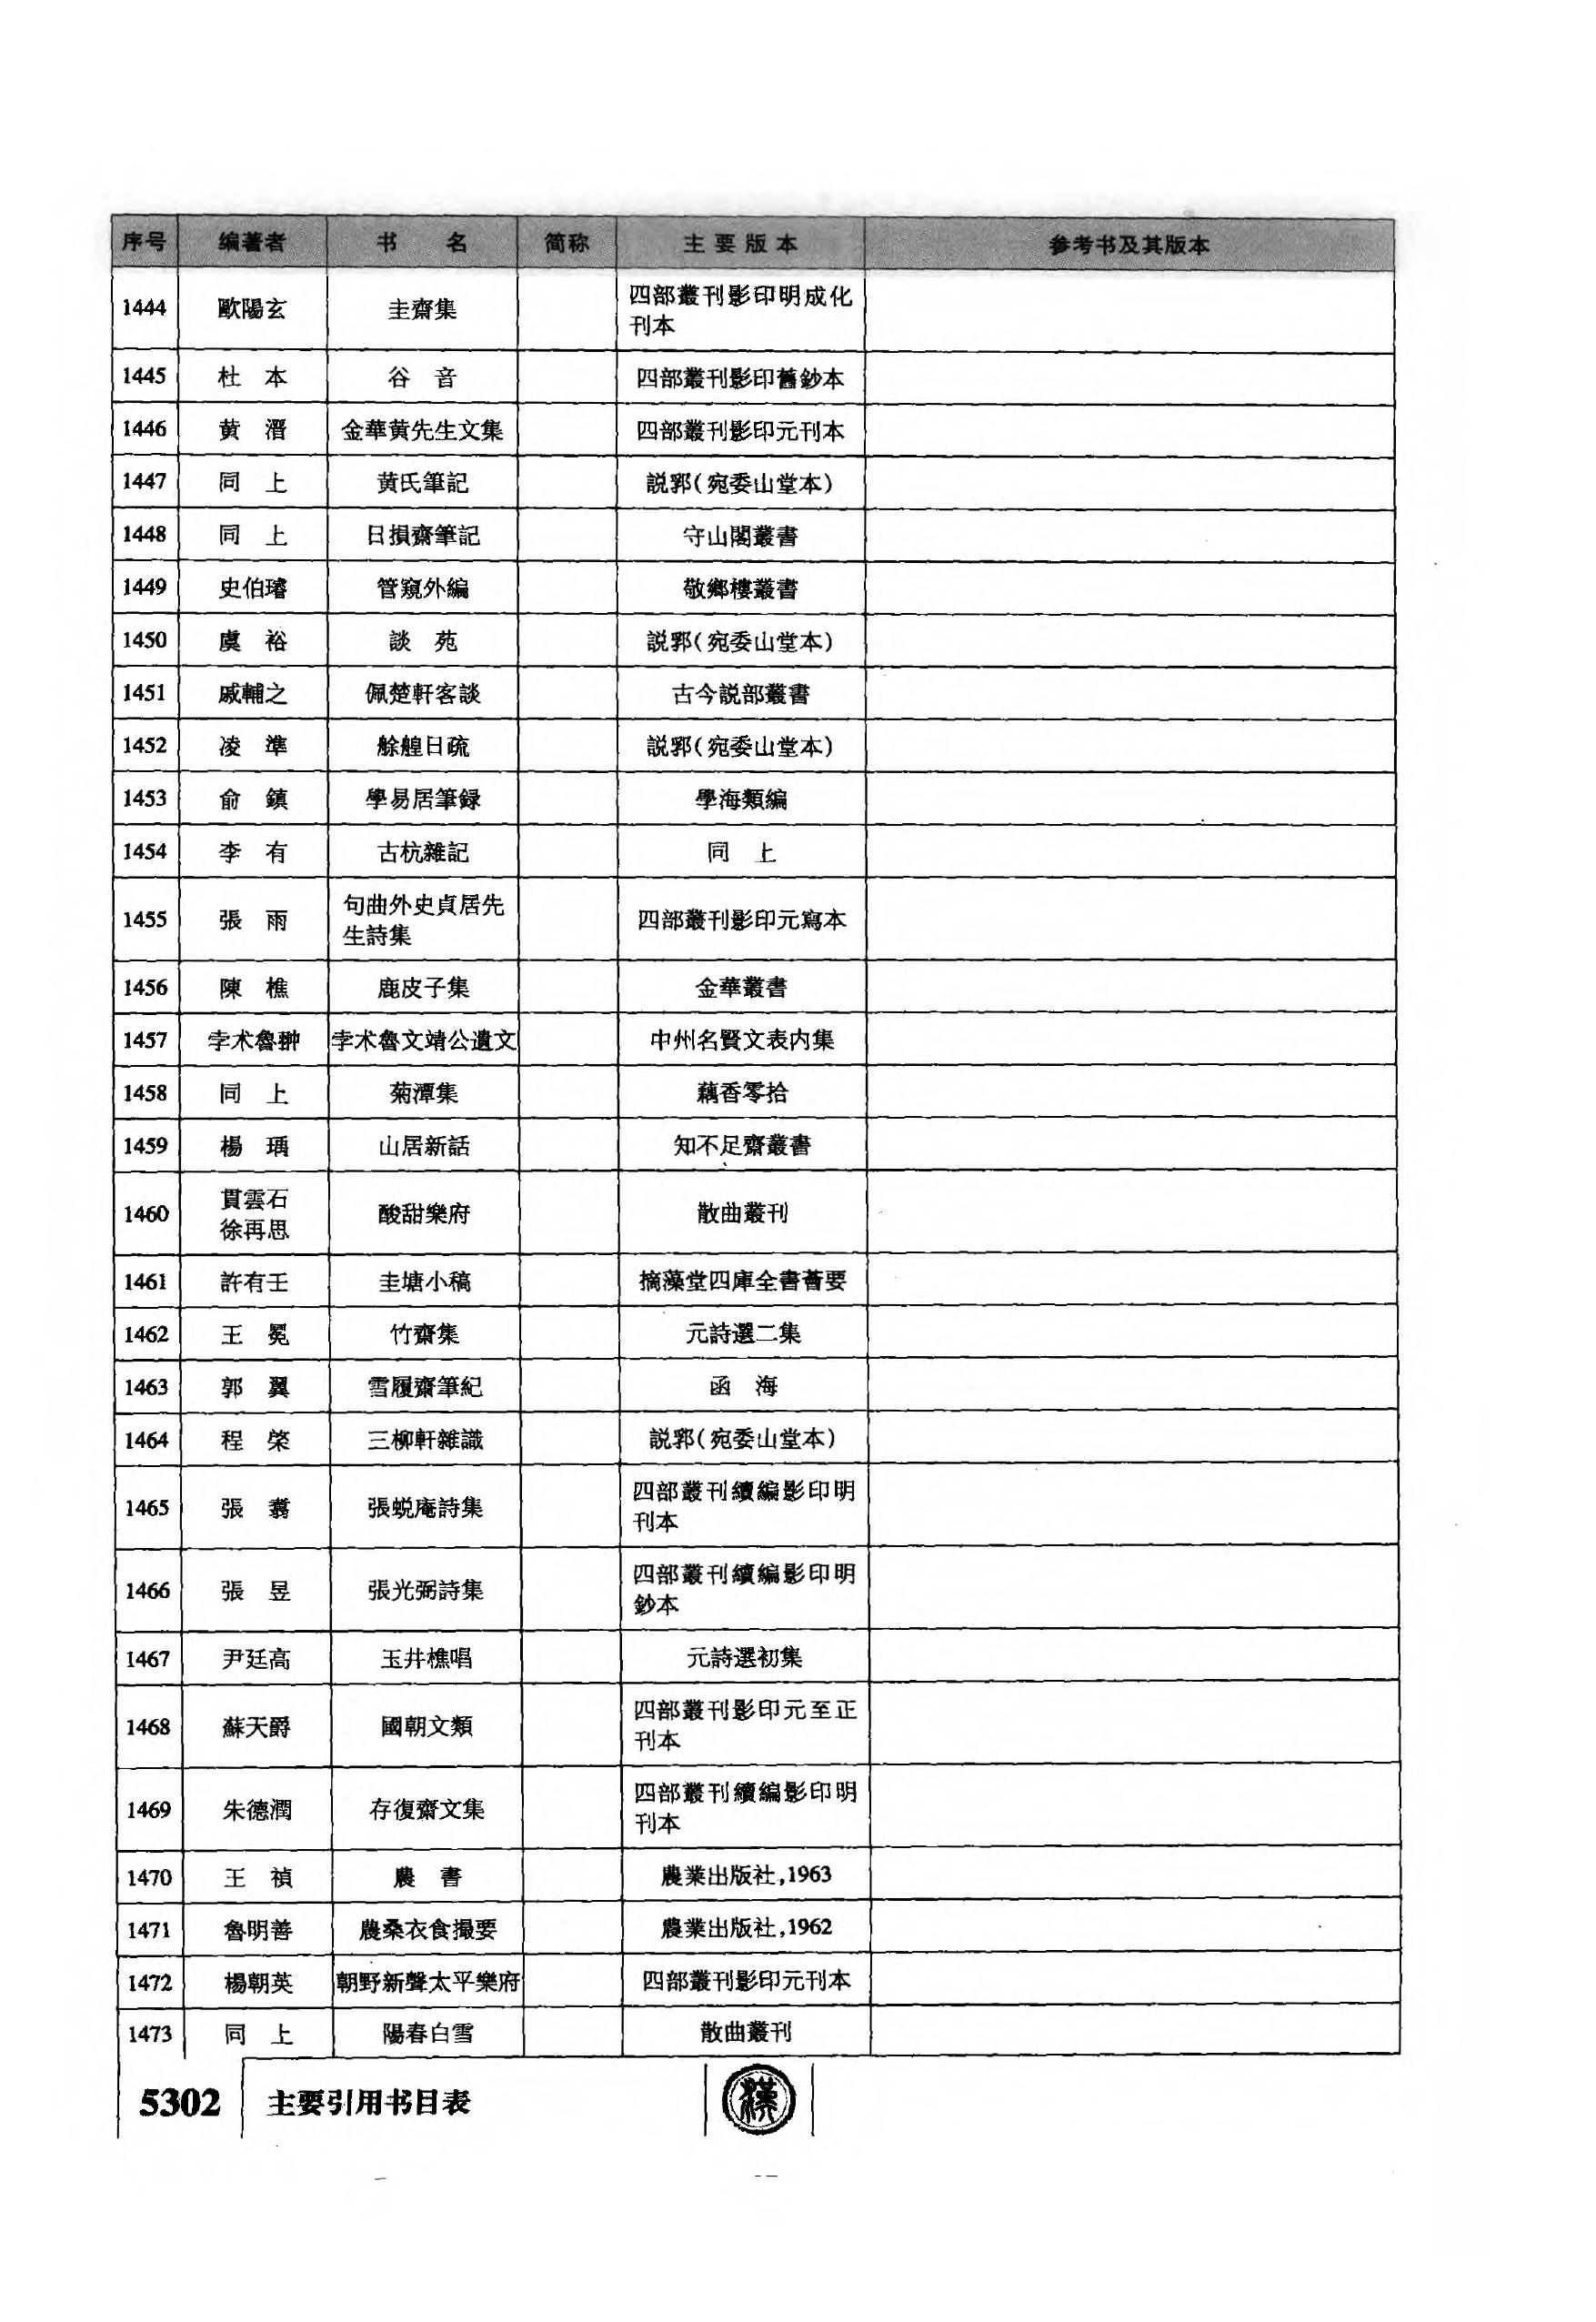 序号 编著者 书 名 简称 主要版本 参考书及其版本
1444 歐陽玄 圭齋集 四部叢刊影印明成化
刊本
1445 杜 本 谷 音 四部叢刊影印舊鈔本
1446 黄 溍 金華黄先生文集 四部叢刊影印元刊本
1447 同 上 黄氏筆記 説郛(宛委山堂本)
1448 同 上 日損齋筆記 守山閣叢書
1449 史伯璿 管窺外編 敬鄉樓叢書
1450 虞 裕 談 苑 説郛(宛委山堂本)
1451 戚輔之 佩楚軒客談 古今説部叢書
1452 凌 準 艅艎日疏 説郛(宛委山堂本)
1453 俞 鎮 學易居筆録 學海類編
1454 李 有 古杭雜記 同 上
1455 張 雨 句曲外史貞居先
生詩集 四部叢刊影印元寫本
1456 陳 樵 鹿皮子集 金華叢書
1457 孛术魯翀 孛术魯文靖公遺文 中州名賢文表内集
1458 同 上 菊潭集 藕香零拾
1459 楊 瑀 山居新話 知不足齋叢書
1460 貫雲石
徐再思 酸甜樂府 散曲叢刊
1461 許有壬 圭塘小稿 摛藻堂四庫全書薈要
1462 王 冕 竹齋集 元詩選二集
1463 郭 翼 雪履齋筆紀 函 海
1464 程 棨 三柳軒雜識 説郛(宛委山堂本)
1465 張 翥 張蜕庵詩集 四部叢刊續編影印明
刊本
1466 張 昱 張光弼詩集 四部叢刊續編影印明
鈔本
1467 尹廷高 玉井樵唱 元詩選初集
1468 蘇天爵 國朝文類 四部叢刊影印元至正
刊本
1469 朱德潤 存復齋文集 四部叢刊續編影印明
刊本
1470 王 禎 農 書 農業出版社,1963
1471 魯明善 農桑衣食撮要 農業出版社,1962
1472 楊朝英 朝野新聲太平樂府 四部叢刊影印元刊本
1473 同 上 陽春白雪 散曲叢刊
5302 主要引用书目表 漢